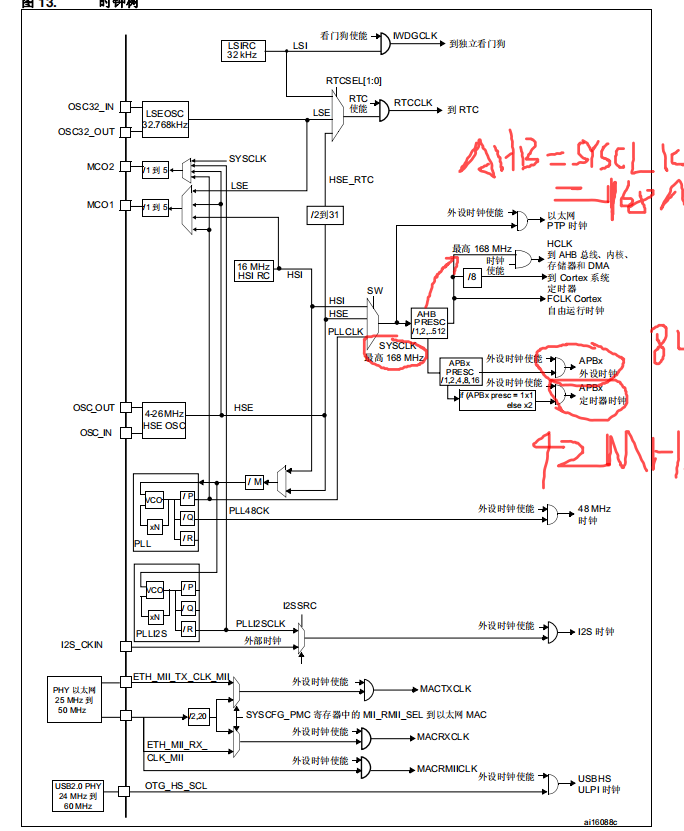 图 13. 时钟树
LSIRC
32 kHz
LSI
看门狗使能
IWDGCLK
到独立看门狗
RTCSEL[1:0]
OSC32_IN
OSC32_OUT
LSEOSC
32.768kHz
LSE
RTC
使能
RTCCLK
到 RTC
MCO2
/1 到 5
SYSCLK
MCO1
/1 到 5
LSE
HSE_RTC
/2到31
AHB=SYSCLK
=168
外设时钟使能
以太网
PTP 时钟
16 MHz
HSI RC
HSI
最高 168 MHz
时钟
使能
HCLK
到 AHB 总线、内核、
存储器和 DMA
/8
到 Cortex 系统
定时器
FCLK Cortex
自由运行时钟
SW
HSI
HSE
PLLCLK
SYSCLK
最高 168 MHz
AHB
PRESC
/1,2,..512
APBx
PRESC
/1,2,4,8,16
外设时钟使能
APBx
外设时钟
外设时钟使能
APBx
定时器时钟
if (APBx presc = 1x1
else x2
42MH
OSC_OUT
OSC_IN
4-26MHz
HSE OSC
HSE
/ M
VCO
xN
/ P
/ Q
/ R
PLL
PLL48CK
外设时钟使能
48 MHz
时钟
VCO
xN
/ P
/ Q
/ R
PLLI2S
I2SSRC
PLLI2SCLK
外部时钟
I2S_CKIN
外设时钟使能
I2S 时钟
PHY 以太网
25 MHz 到
50 MHz
ETH_MII_TX_CLK_MII
外设时钟使能
MACTXCLK
/2,20
SYSCFG_PMC 寄存器中的 MII_RMII_SEL 到以太网 MAC
外设时钟使能
MACRXCLK
ETH_MII_RX_
CLK_MII
外设时钟使能
MACRMIICLK
USB2.0 PHY
24 MHz 到
60 MHz
OTG_HS_SCL
外设时钟使能
USBHS
ULPI 时钟
ai16088c